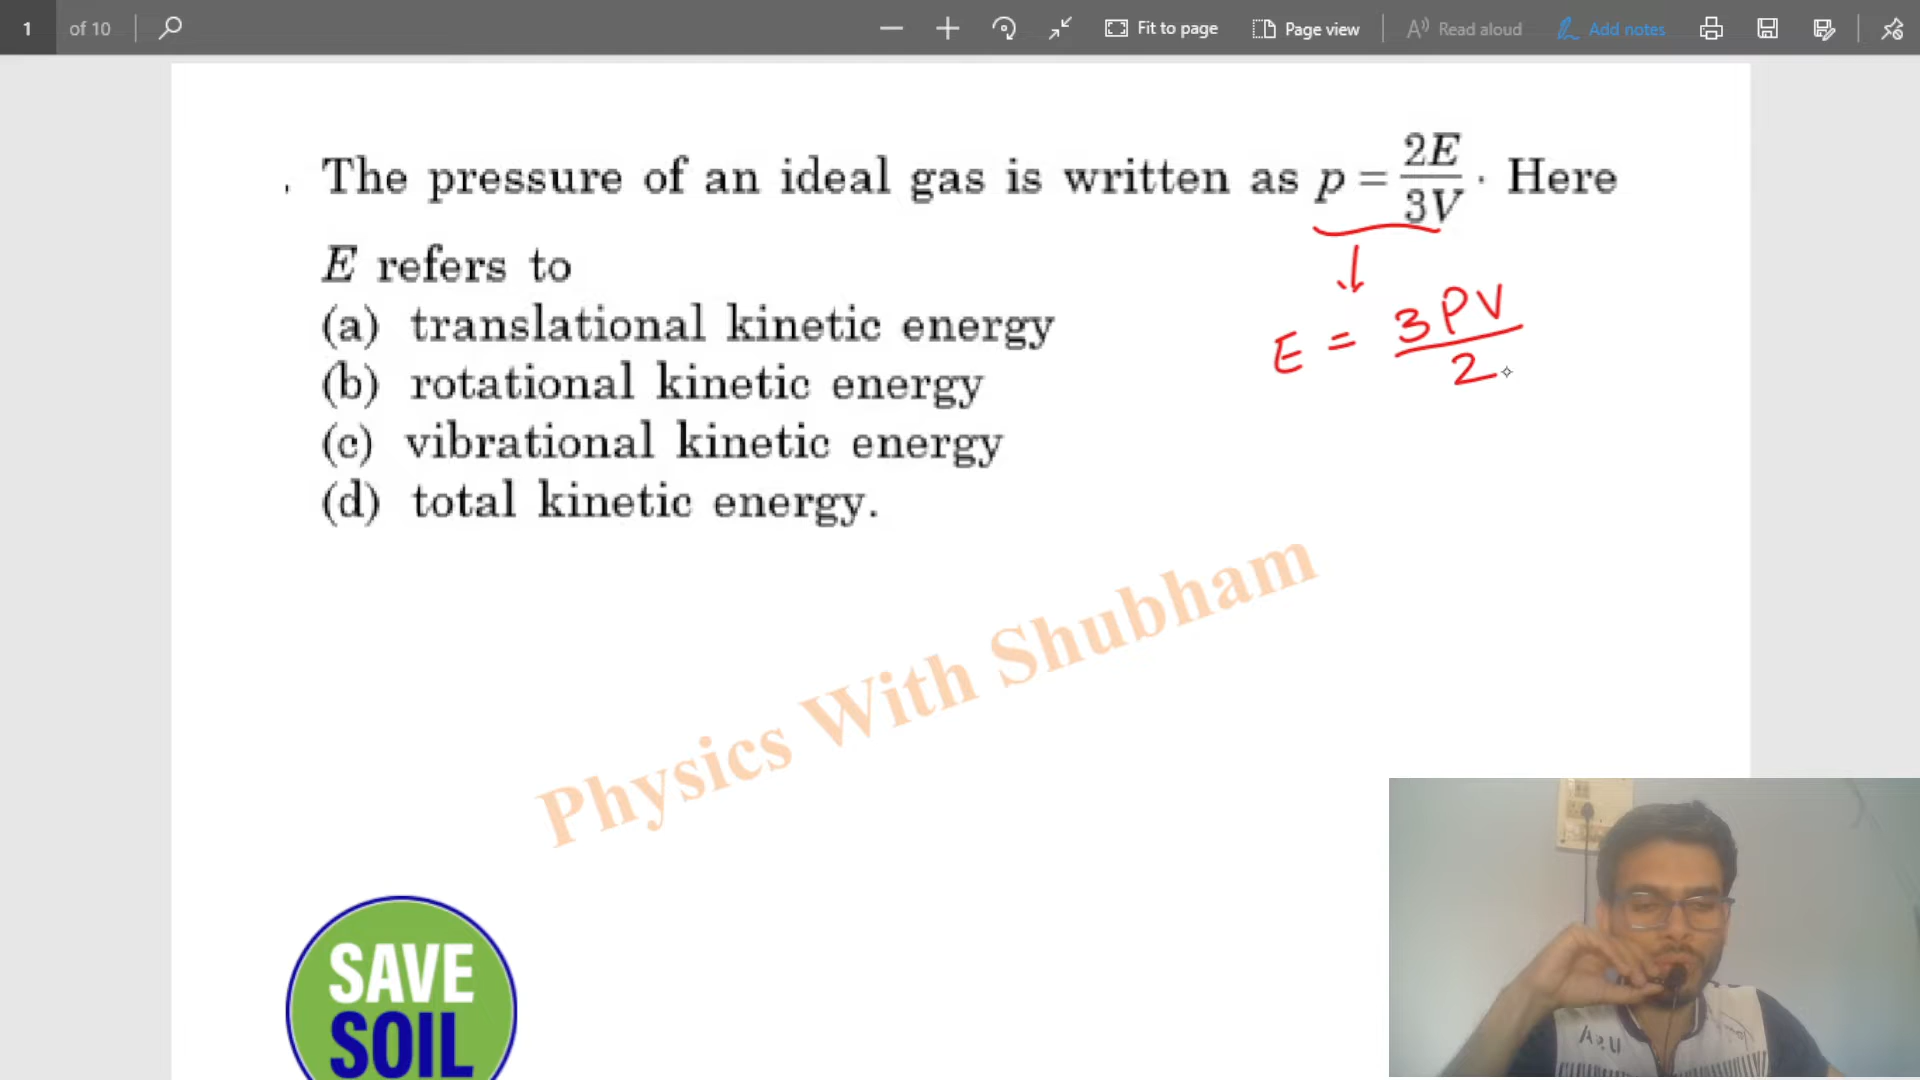 1 of 10 Fit to page Page view Read aloud Add notes
The pressure of an ideal gas is written as p = 2E/3V . Here
E refers to
(a) translational kinetic energy
(b) rotational kinetic energy
(c) vibrational kinetic energy
(d) total kinetic energy.
E = 3PV/2
Physics With Shubham
SAVE
SOIL